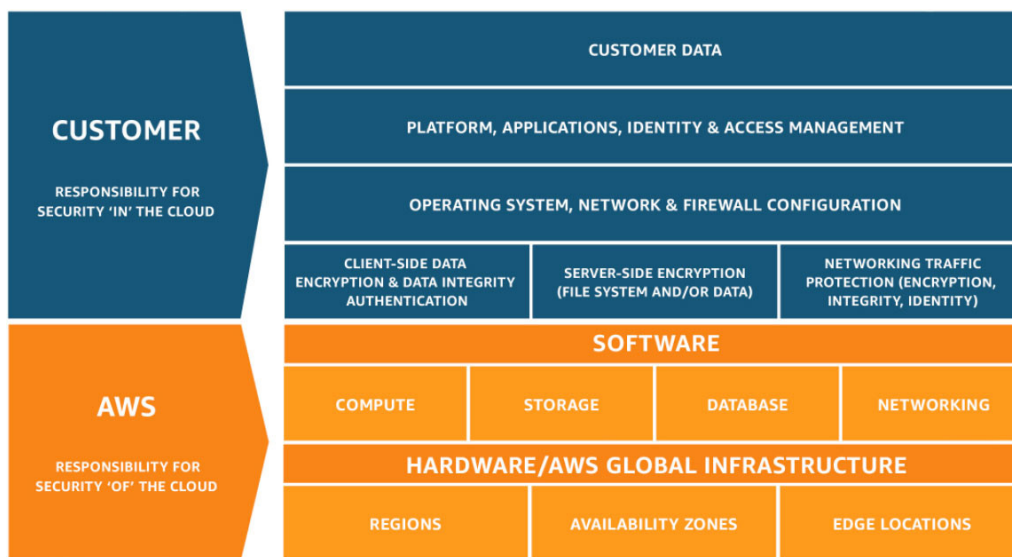 CUSTOMER
RESPONSIBILITY FOR
SECURITY ‘IN’ THE CLOUD
CUSTOMER DATA
PLATFORM, APPLICATIONS, IDENTITY & ACCESS MANAGEMENT
OPERATING SYSTEM, NETWORK & FIREWALL CONFIGURATION
CLIENT-SIDE DATA
ENCRYPTION & DATA INTEGRITY
AUTHENTICATION
SERVER-SIDE ENCRYPTION
(FILE SYSTEM AND/OR DATA)
NETWORKING TRAFFIC
PROTECTION (ENCRYPTION,
INTEGRITY, IDENTITY)
AWS
RESPONSIBILITY FOR
SECURITY ‘OF’ THE CLOUD
SOFTWARE
COMPUTE
STORAGE
DATABASE
NETWORKING
HARDWARE/AWS GLOBAL INFRASTRUCTURE
REGIONS
AVAILABILITY ZONES
EDGE LOCATIONS